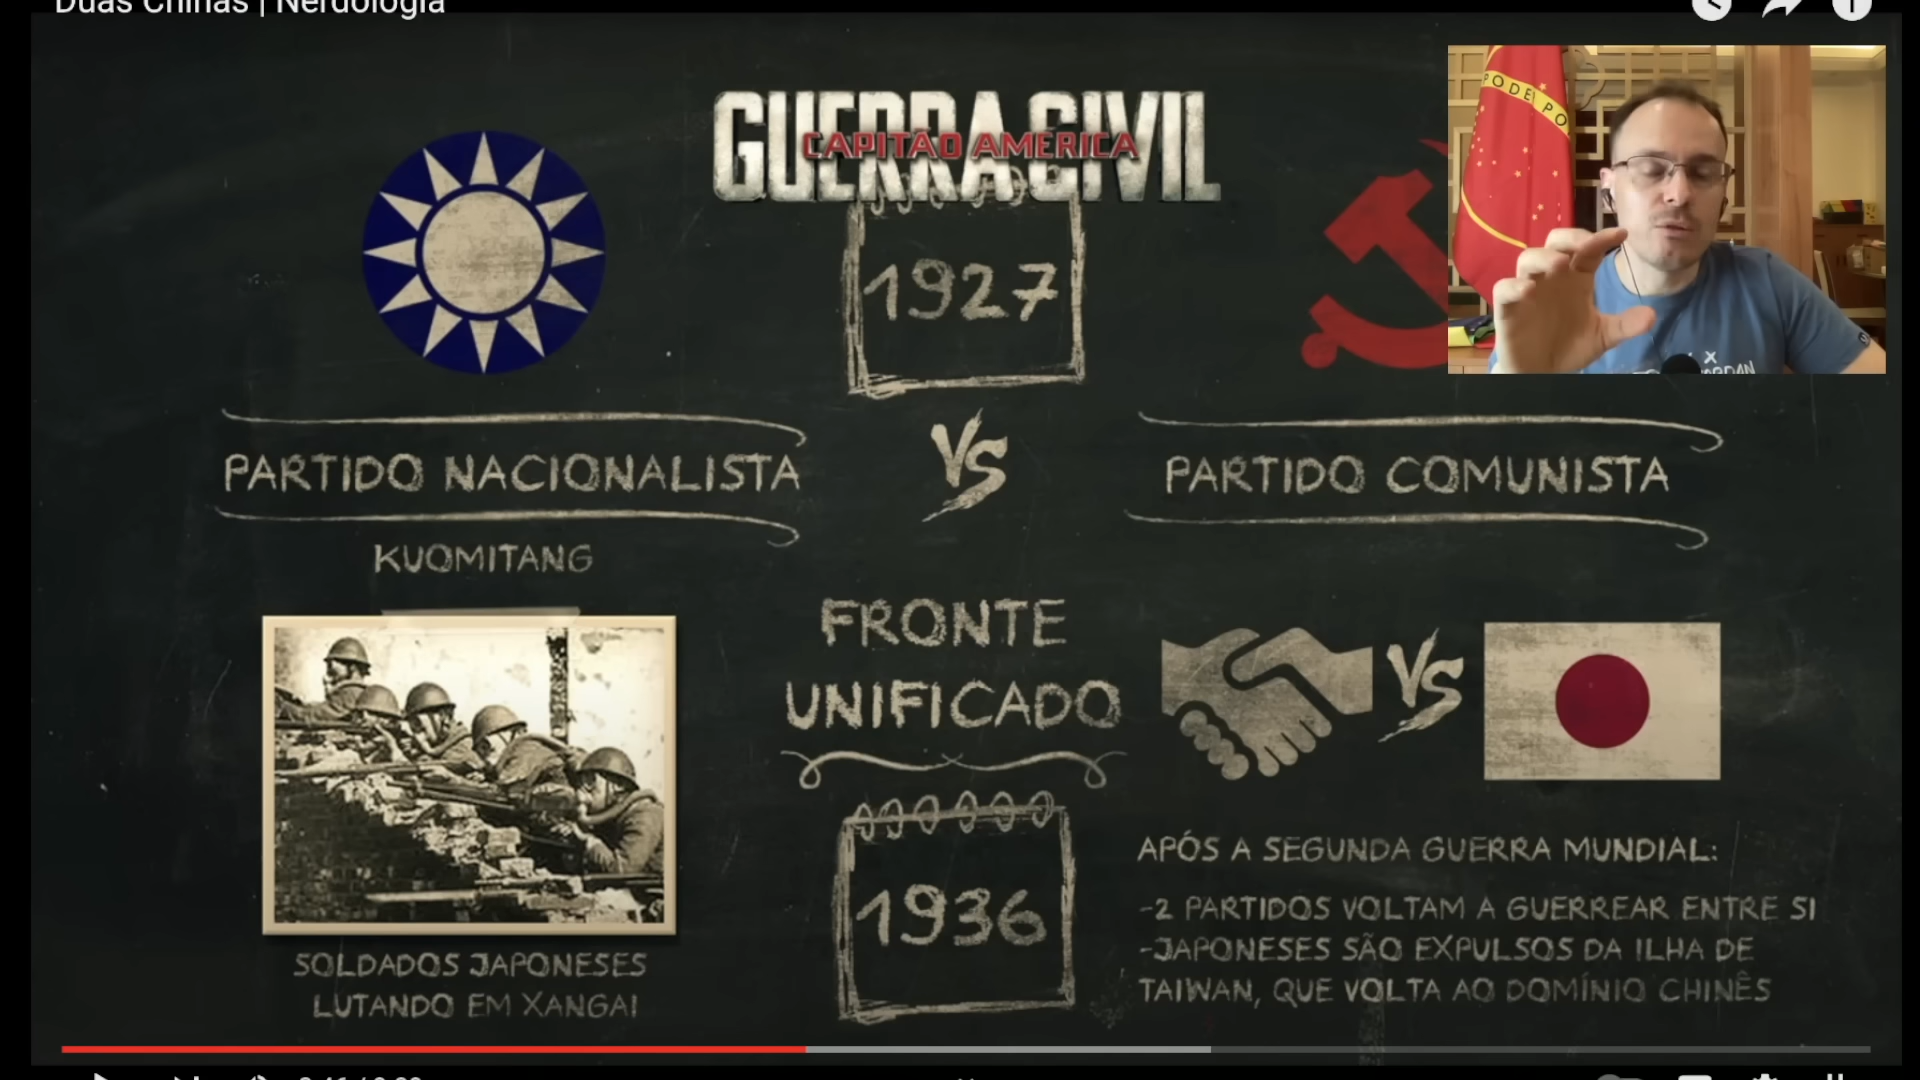 Duas Chinas | Nerdologia
GUERRA CIVIL
CAPITÃO AMÉRICA
PODE PO
1927
VS
PARTIDO NACIONALISTA
PARTIDO COMUNISTA
KUOMITANG
FRONTE
UNIFICADO
VS
1936
SOLDADOS JAPONESES
LUTANDO EM XANGAI
APÓS A SEGUNDA GUERRA MUNDIAL:
-2 PARTIDOS VOLTAM A GUERREAR ENTRE SI
-JAPONESES SÃO EXPULSOS DA ILHA DE
TAIWAN, QUE VOLTA AO DOMÍNIO CHINÊS